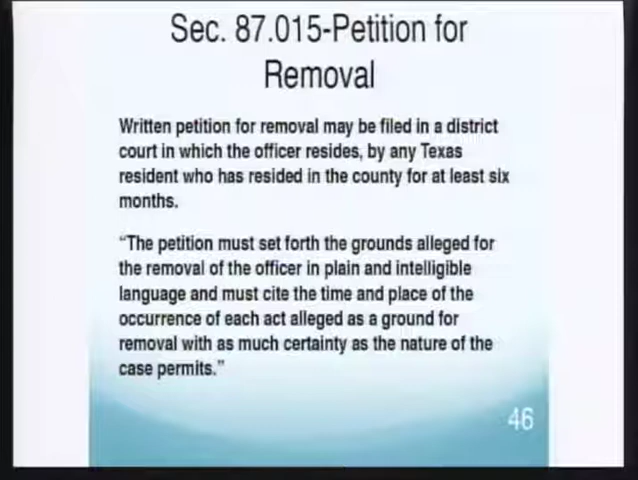 Sec. 87.015-Petition for
Removal
Written petition for removal may be filed in a district
court in which the officer resides, by any Texas
resident who has resided in the county for at least six
months.
“The petition must set forth the grounds alleged for
the removal of the officer in plain and intelligible
language and must cite the time and place of the
occurrence of each act alleged as a ground for
removal with as much certainty as the nature of the
case permits.”
46